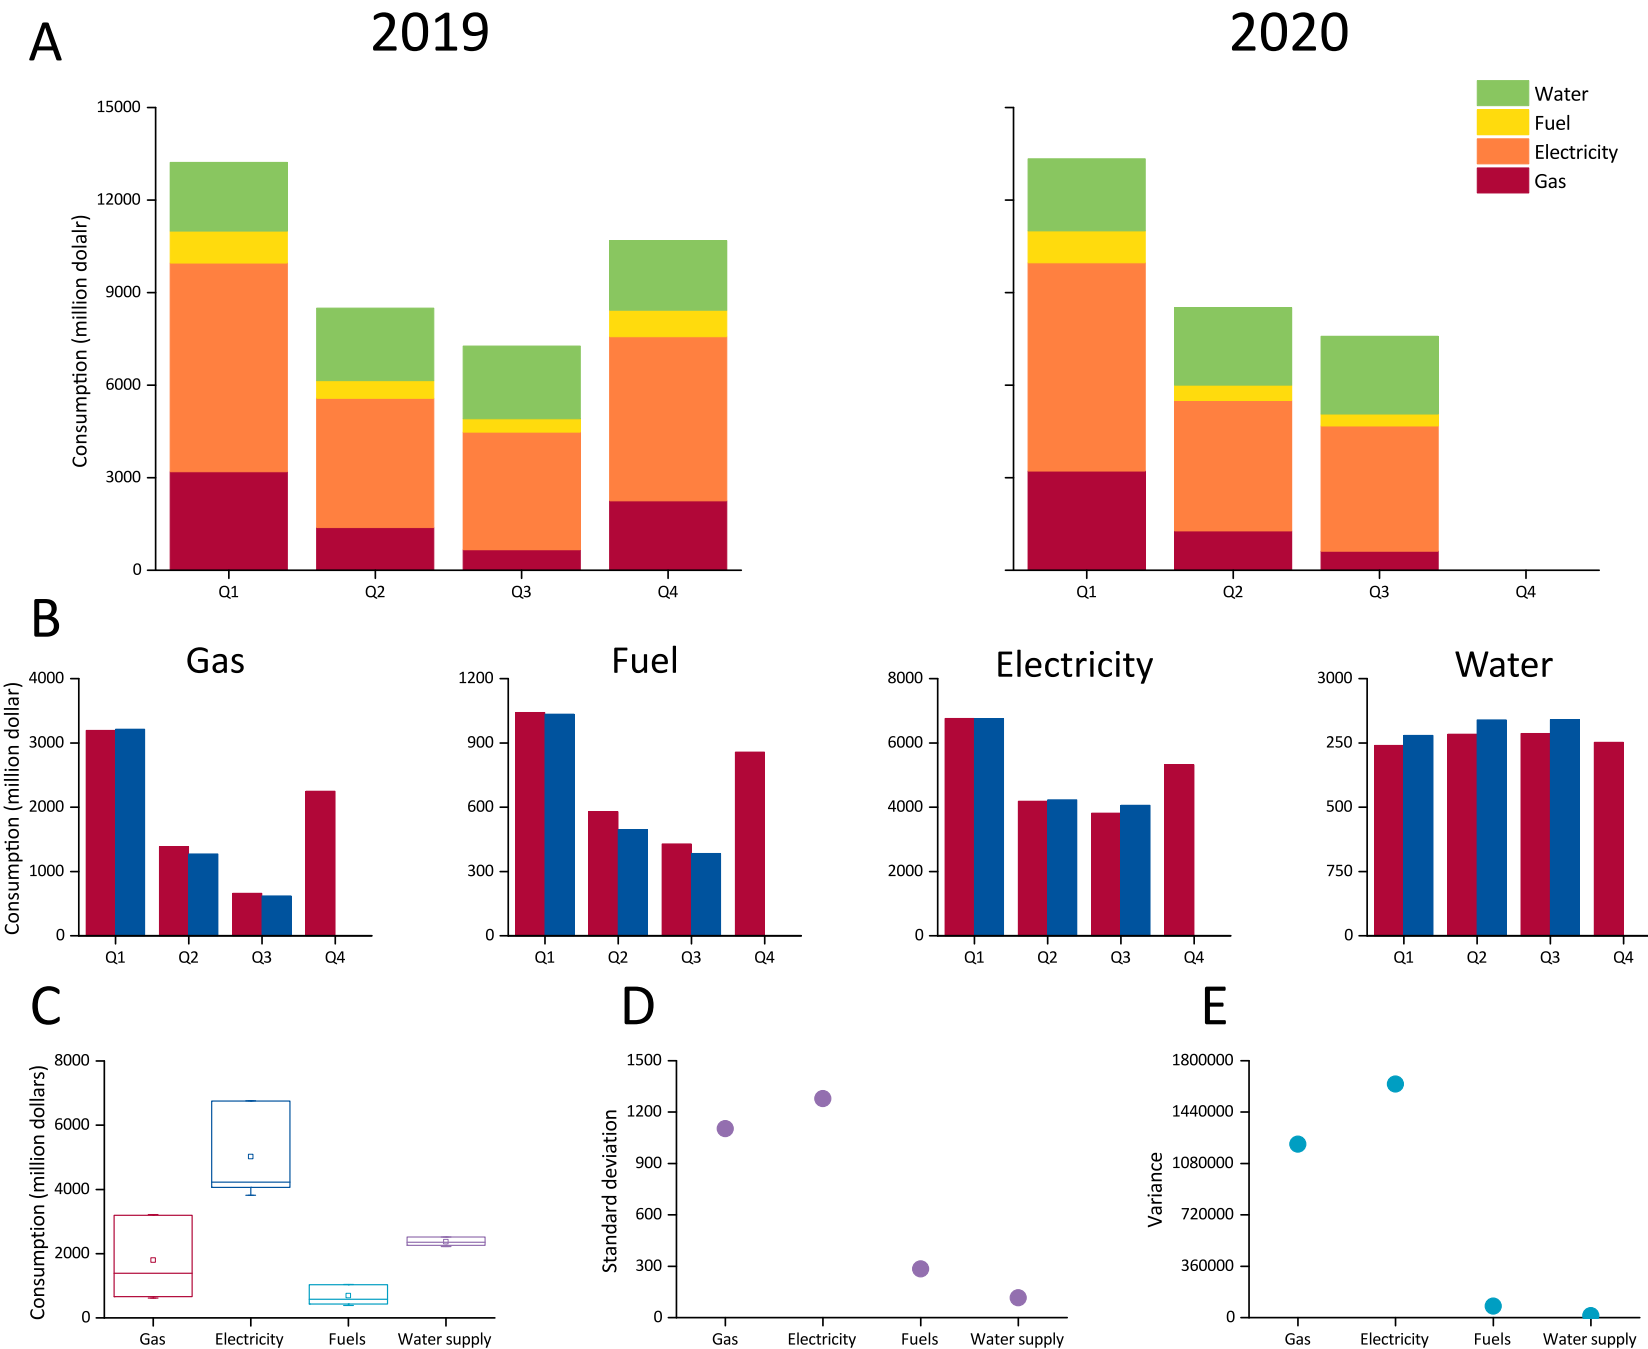 A
2019
2020
Water
Fuel
Electricity
Gas
Consumption (million dolalr)
15000
12000
9000
6000
3000
0
Q1 Q2 Q3 Q4
Q1 Q2 Q3 Q4
B
Gas
Fuel
Electricity
Water
Consumption (million dollar)
4000
3000
2000
1000
0
Q1 Q2 Q3 Q4
1200
900
600
300
0
Q1 Q2 Q3 Q4
8000
6000
4000
2000
0
Q1 Q2 Q3 Q4
3000
250
500
750
0
Q1 Q2 Q3 Q4
C
Consumption (million dollars)
8000
6000
4000
2000
0
Gas Electricity Fuels Water supply
D
Standard deviation
1500
1200
900
600
300
0
Gas Electricity Fuels Water supply
E
Variance
1800000
1440000
1080000
720000
360000
0
Gas Electricity Fuels Water supply